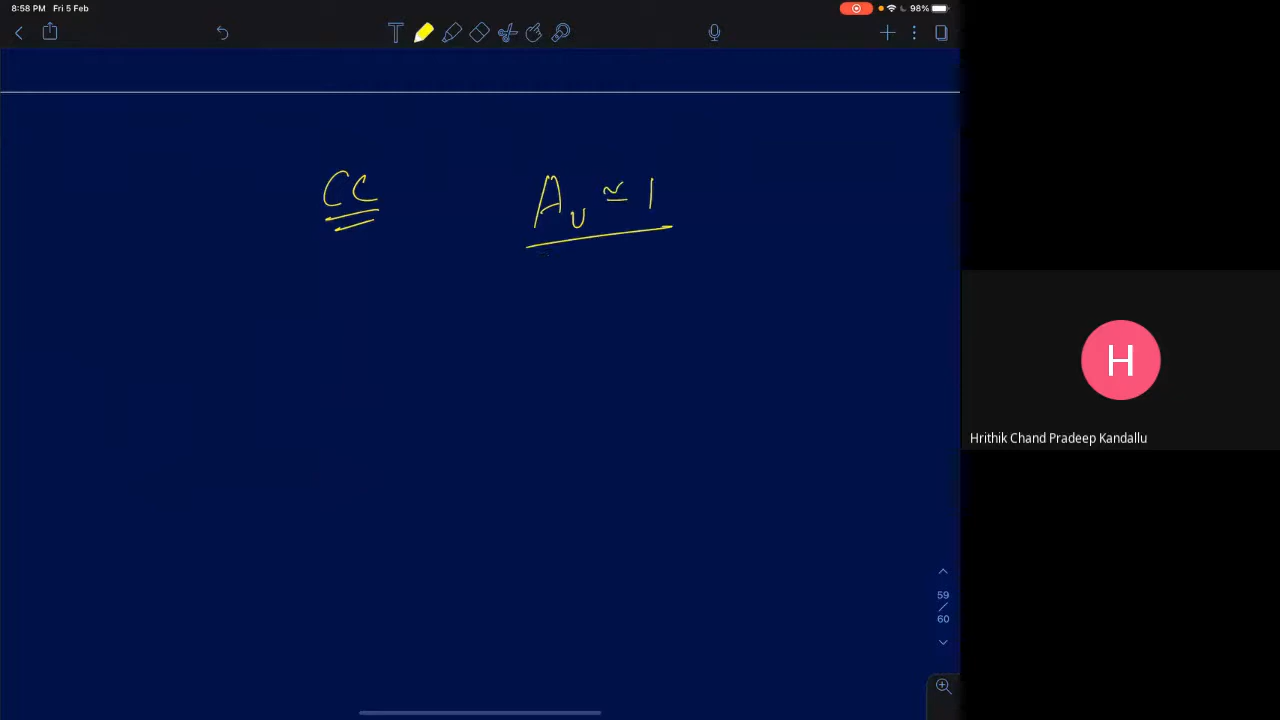 8:58 PM Fri 5 Feb
98%
T
CC Av ≃ 1
H
Hrithik Chand Pradeep Kandallu
59
/
60